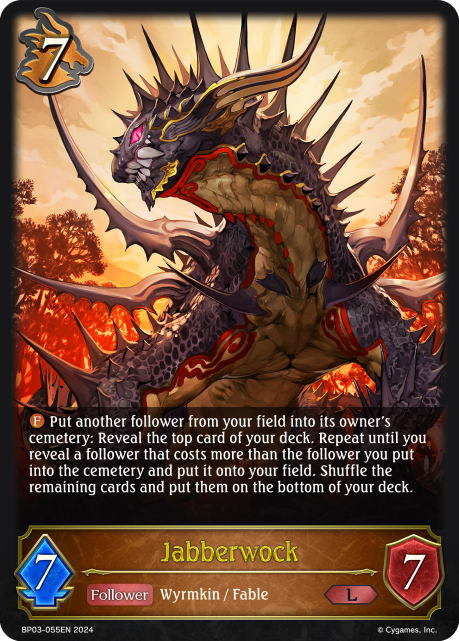 7
F Put another follower from your field into its owner's
cemetery: Reveal the top card of your deck. Repeat until you
reveal a follower that costs more than the follower you put
into the cemetery and put it onto your field. Shuffle the
remaining cards and put them on the bottom of your deck.
Jabberwock
7
Follower Wyrmkin / Fable L
7
BP03-055EN 2024 © Cygames, Inc.